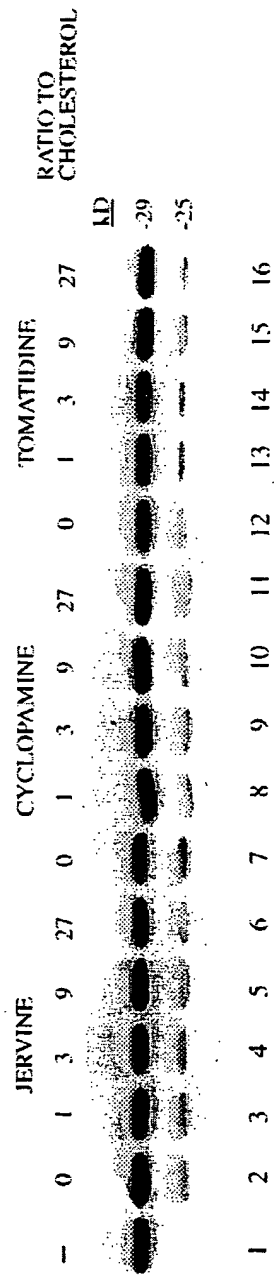 JERVINE CYCLOPAMINE TOMATIDINE RATIO TO CHOLESTEROL
– 0 1 3 9 27 0 1 3 9 27 0 1 3 9 27
kD
-29
-25
1 2 3 4 5 6 7 8 9 10 11 12 13 14 15 16